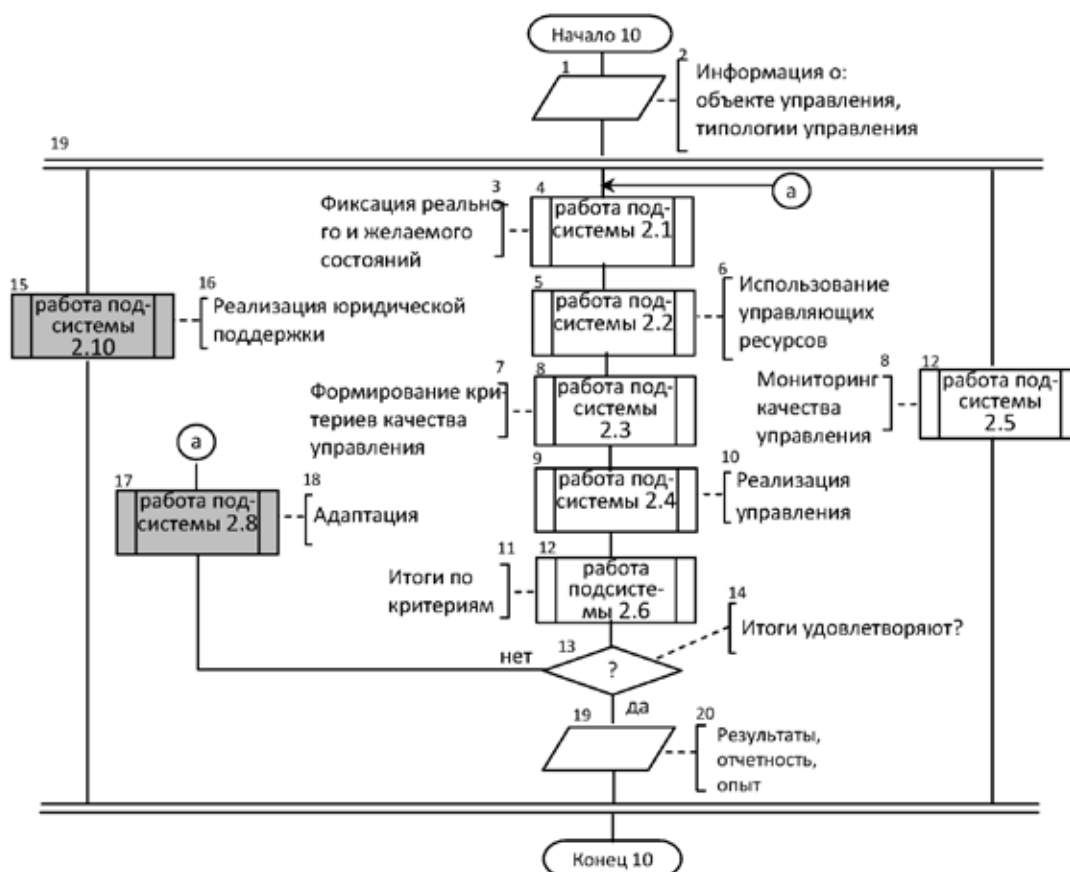 Начало 10
1
2
Информация о:
объекте управления,
типологии управления
19
а
3
Фиксация реально-
го и желаемого
состояний
4
работа под-
системы 2.1
15
работа под-
системы
2.10
16
Реализация юридической
поддержки
5
работа под-
системы 2.2
6
Использование
управляющих
ресурсов
7
Формирование кри-
териев качества
управления
8
работа под-
системы
2.3
8
Мониторинг
качества
управления
12
работа под-
системы
2.5
а
17
работа под-
системы 2.8
18
Адаптация
9
работа под-
системы 2.4
10
Реализация
управления
11
Итоги по
критериям
12
работа
подсисте-
мы 2.6
14
Итоги удовлетворяют?
13
?
нет
да
19
20
Результаты,
отчетность,
опыт
Конец 10